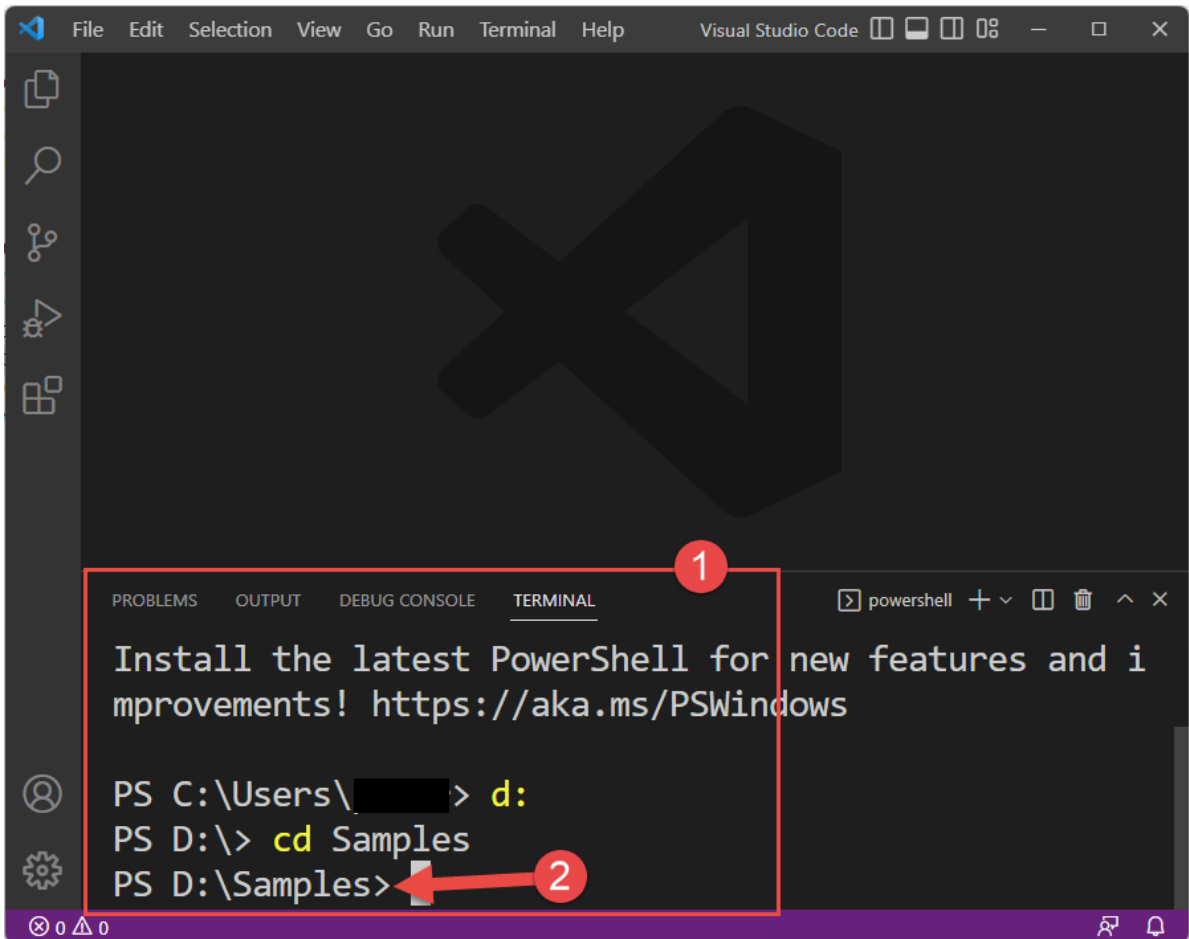 File Edit Selection View Go Run Terminal Help Visual Studio Code
1
PROBLEMS OUTPUT DEBUG CONSOLE TERMINAL powershell
Install the latest PowerShell for new features and i
mprovements! https://aka.ms/PSWindows
PS C:\Users\ > d:
PS D:\> cd Samples
PS D:\Samples> 2
0 0